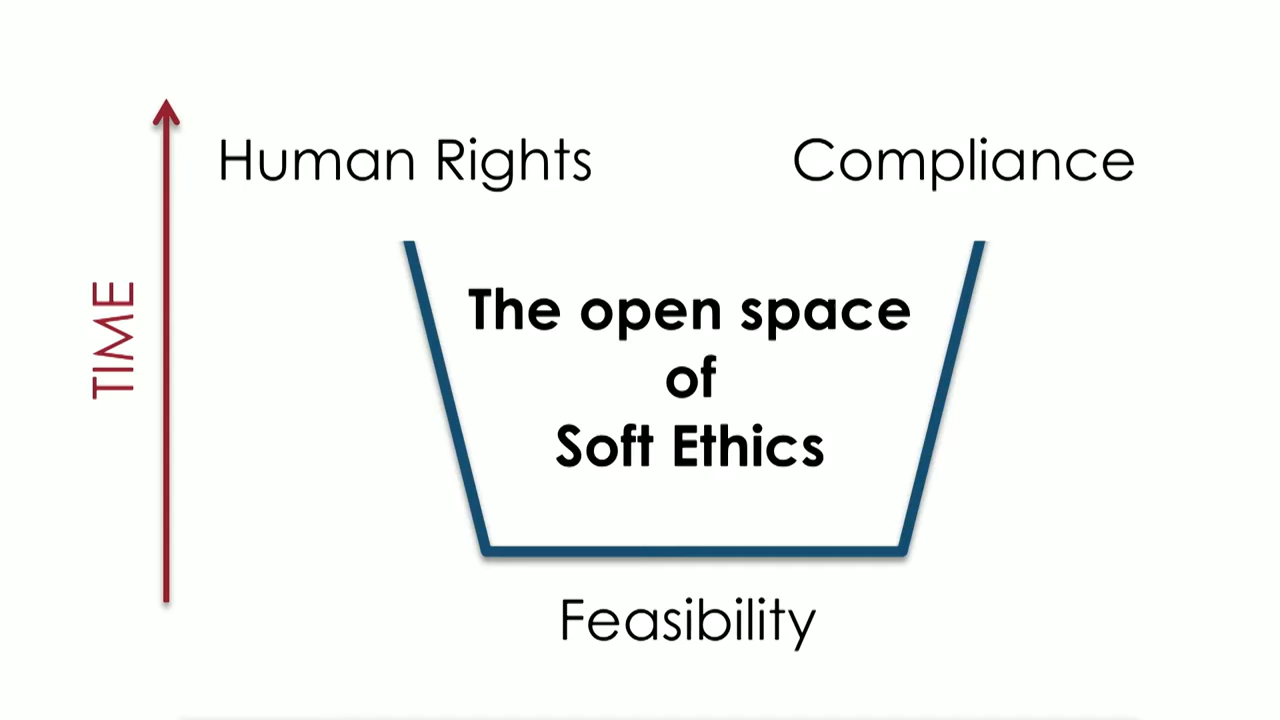 Human Rights
Compliance
TIME
The open space
of
Soft Ethics
Feasibility